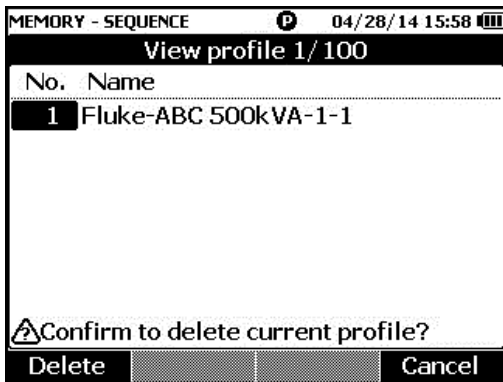 MEMORY - SEQUENCE P 04/28/14 15:58
View profile 1/100
No. Name
1 Fluke-ABC 500kVA-1-1
Confirm to delete current profile?
Delete Cancel